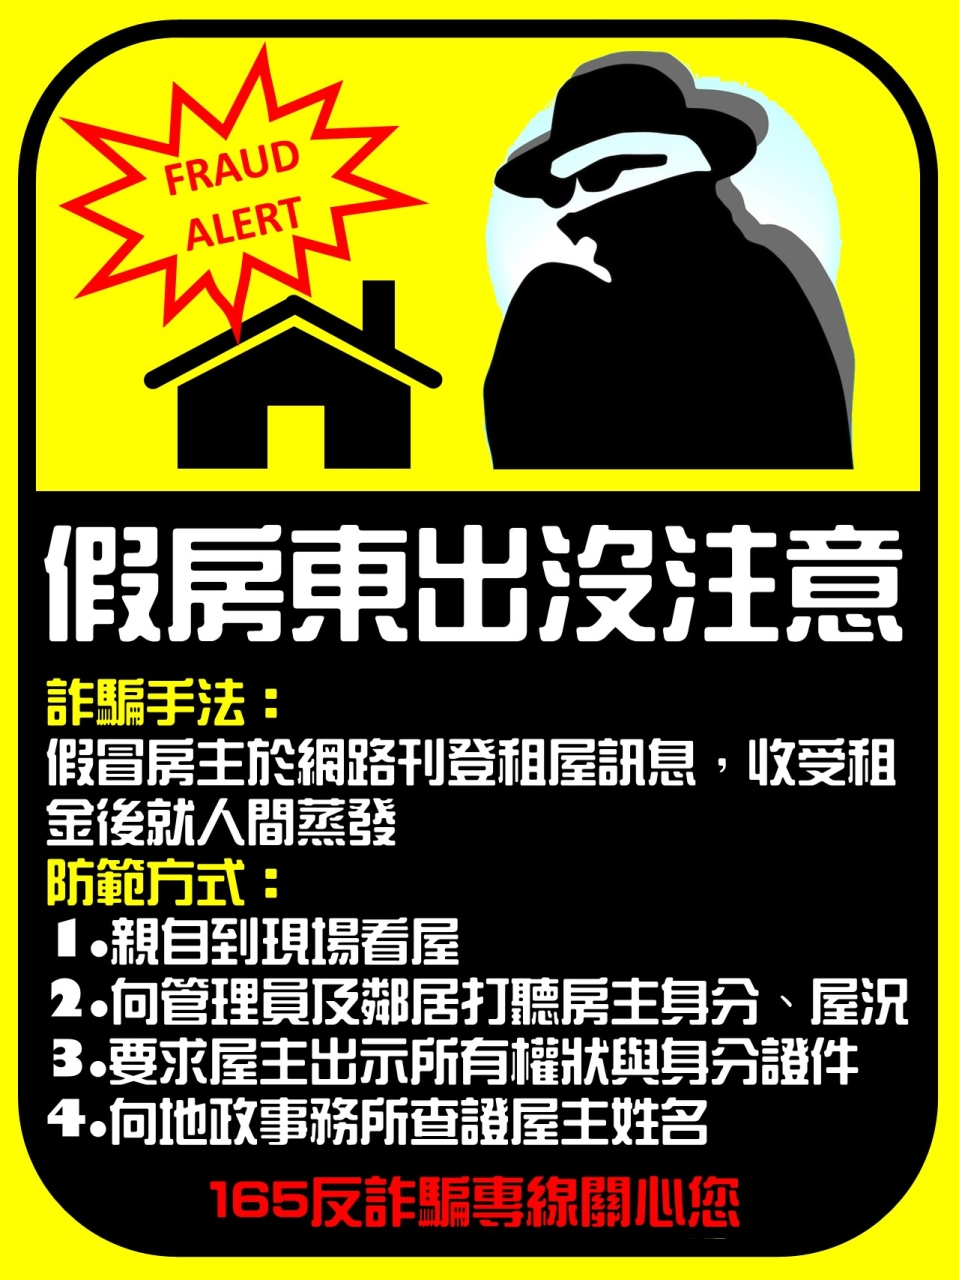 FRAUD
ALERT
假房東出沒注意
詐騙手法：
假冒房主於網路刊登租屋訊息，收受租
金後就人間蒸發
防範方式：
1.親自到現場看屋
2.向管理員及鄰居打聽房主身分、屋況
3.要求屋主出示所有權狀與身分證件
4.向地政事務所查證屋主姓名
165反詐騙專線關心您